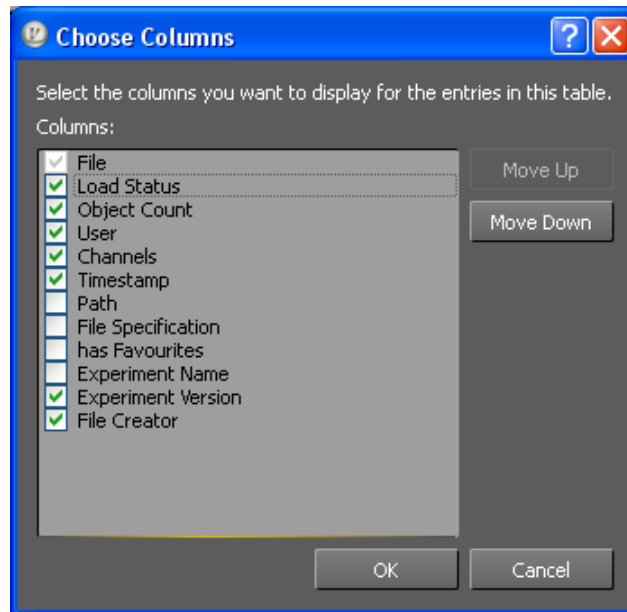 Choose Columns
Select the columns you want to display for the entries in this table.
Columns:
File
Load Status
Object Count
User
Channels
Timestamp
Path
File Specification
has Favourites
Experiment Name
Experiment Version
File Creator
Move Up
Move Down
OK
Cancel